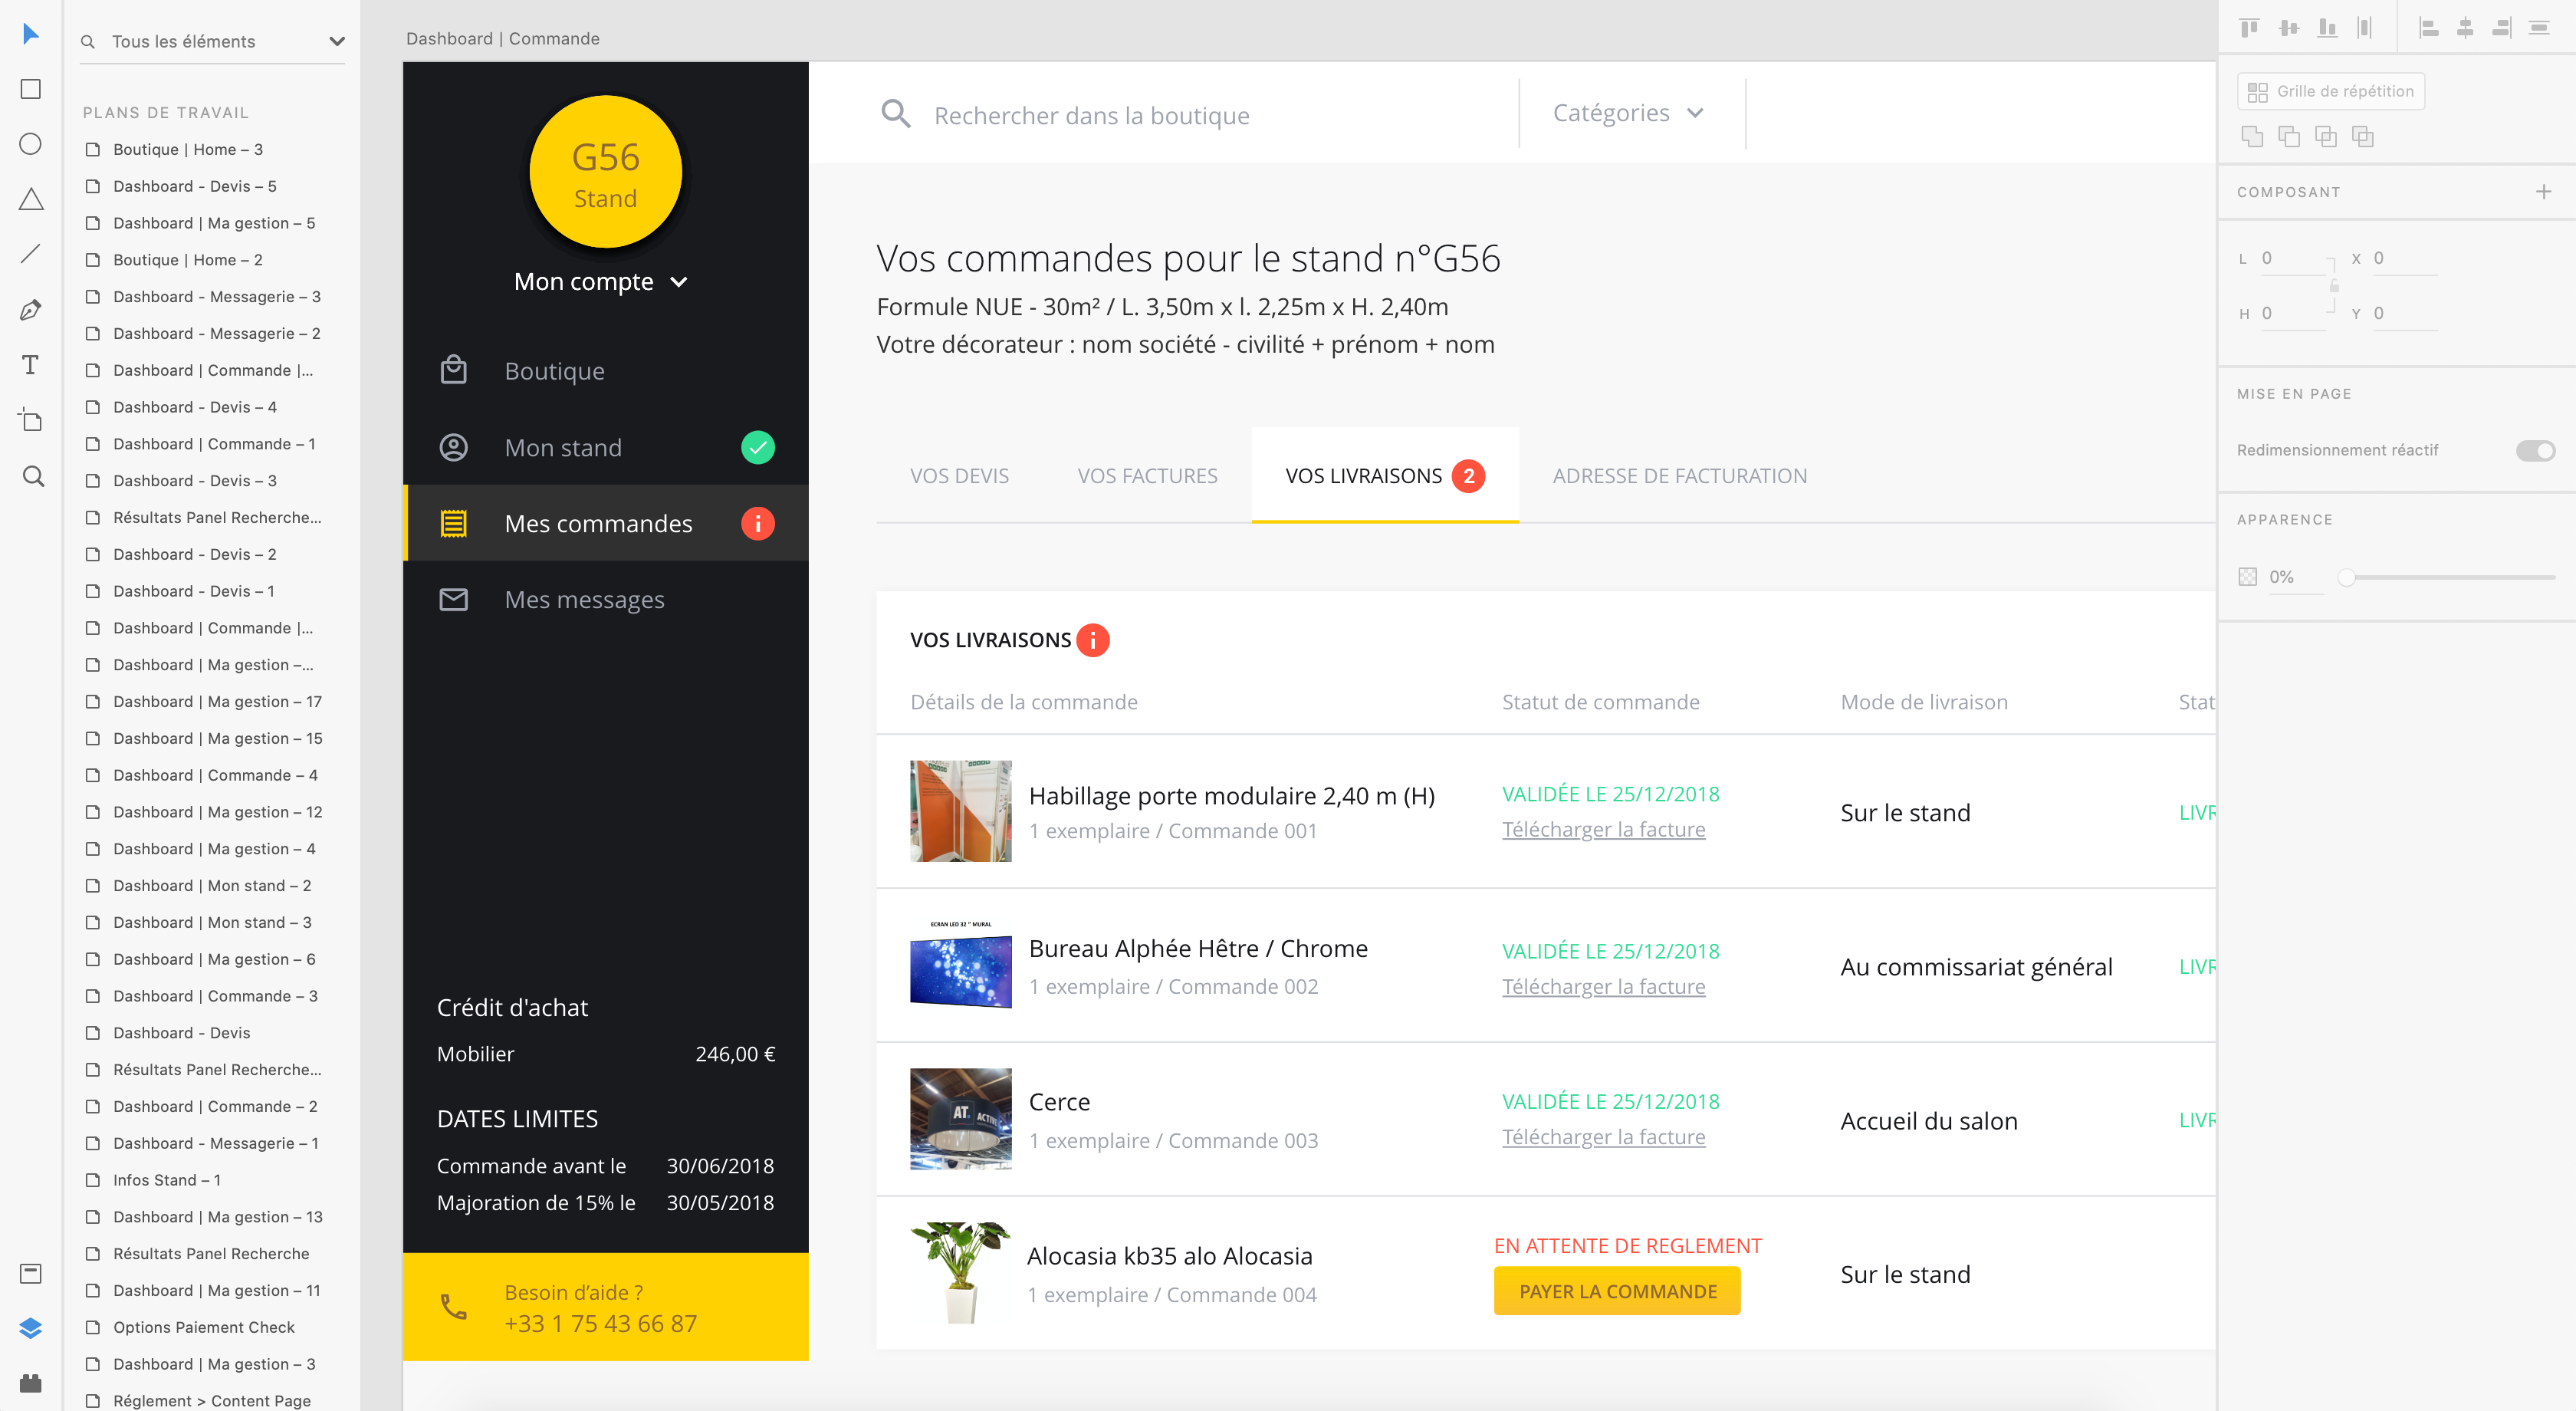 Tous les éléments
PLANS DE TRAVAIL
Boutique | Home – 3
Dashboard - Devis – 5
Dashboard | Ma gestion – 5
Boutique | Home – 2
Dashboard - Messagerie – 3
Dashboard - Messagerie – 2
Dashboard | Commande |...
Dashboard - Devis – 4
Dashboard | Commande – 1
Dashboard - Devis – 3
Résultats Panel Recherche...
Dashboard - Devis – 2
Dashboard - Devis – 1
Dashboard | Commande |...
Dashboard | Ma gestion –...
Dashboard | Ma gestion – 17
Dashboard | Ma gestion – 15
Dashboard | Commande – 4
Dashboard | Ma gestion – 12
Dashboard | Ma gestion – 4
Dashboard | Mon stand – 2
Dashboard | Mon stand – 3
Dashboard | Ma gestion – 6
Dashboard | Commande – 3
Dashboard - Devis
Résultats Panel Recherche...
Dashboard | Commande – 2
Dashboard - Messagerie – 1
Infos Stand – 1
Dashboard | Ma gestion – 13
Résultats Panel Recherche
Dashboard | Ma gestion – 11
Options Paiement Check
Dashboard | Ma gestion – 3
Réglement > Content Page
Dashboard | Commande
G56
Stand
Mon compte
Boutique
Mon stand
Mes commandes
Mes messages
Crédit d'achat
Mobilier 246,00 €
DATES LIMITES
Commande avant le 30/06/2018
Majoration de 15% le 30/05/2018
Besoin d’aide ?
+33 1 75 43 66 87
Rechercher dans la boutique
Catégories
Vos commandes pour le stand n°G56
Formule NUE - 30m² / L. 3,50m x l. 2,25m x H. 2,40m
Votre décorateur : nom société - civilité + prénom + nom
VOS DEVIS VOS FACTURES VOS LIVRAISONS 2 ADRESSE DE FACTURATION
VOS LIVRAISONS i
Détails de la commande Statut de commande Mode de livraison Stat
Habillage porte modulaire 2,40 m (H)
1 exemplaire / Commande 001
VALIDÉE LE 25/12/2018
Télécharger la facture
Sur le stand
LIVR
ECRAN LED 32 " MURAL
Bureau Alphée Hêtre / Chrome
1 exemplaire / Commande 002
VALIDÉE LE 25/12/2018
Télécharger la facture
Au commissariat général
LIVR
AT.
ACTIVE
Cerce
1 exemplaire / Commande 003
VALIDÉE LE 25/12/2018
Télécharger la facture
Accueil du salon
LIVR
Alocasia kb35 alo Alocasia
1 exemplaire / Commande 004
EN ATTENTE DE REGLEMENT
PAYER LA COMMANDE
Sur le stand
Grille de répétition
COMPOSANT
L 0 X 0
H 0 Y 0
MISE EN PAGE
Redimensionnement réactif
APPARENCE
0%